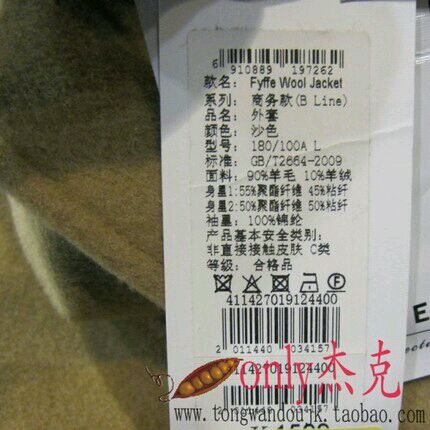 6 910889 197262
款名： Fyffe Wool Jacket
系列： 商务款(B Line)
品名： 外套
颜色： 沙色
型号： 180/100A L
标准： GB/T2664-2009
面料： 90%羊毛 10%羊绒
身里1:55%聚酯纤维 45%粘纤
身里2:50%聚酯纤维 50%粘纤
袖里： 100%锦纶
产品基本安全类别：
非直接接触皮肤 C类
等级： 合格品
411427019124400
2 011440 034157
411427019124400
only杰克
www.tongwandoujk.taobao.com
E